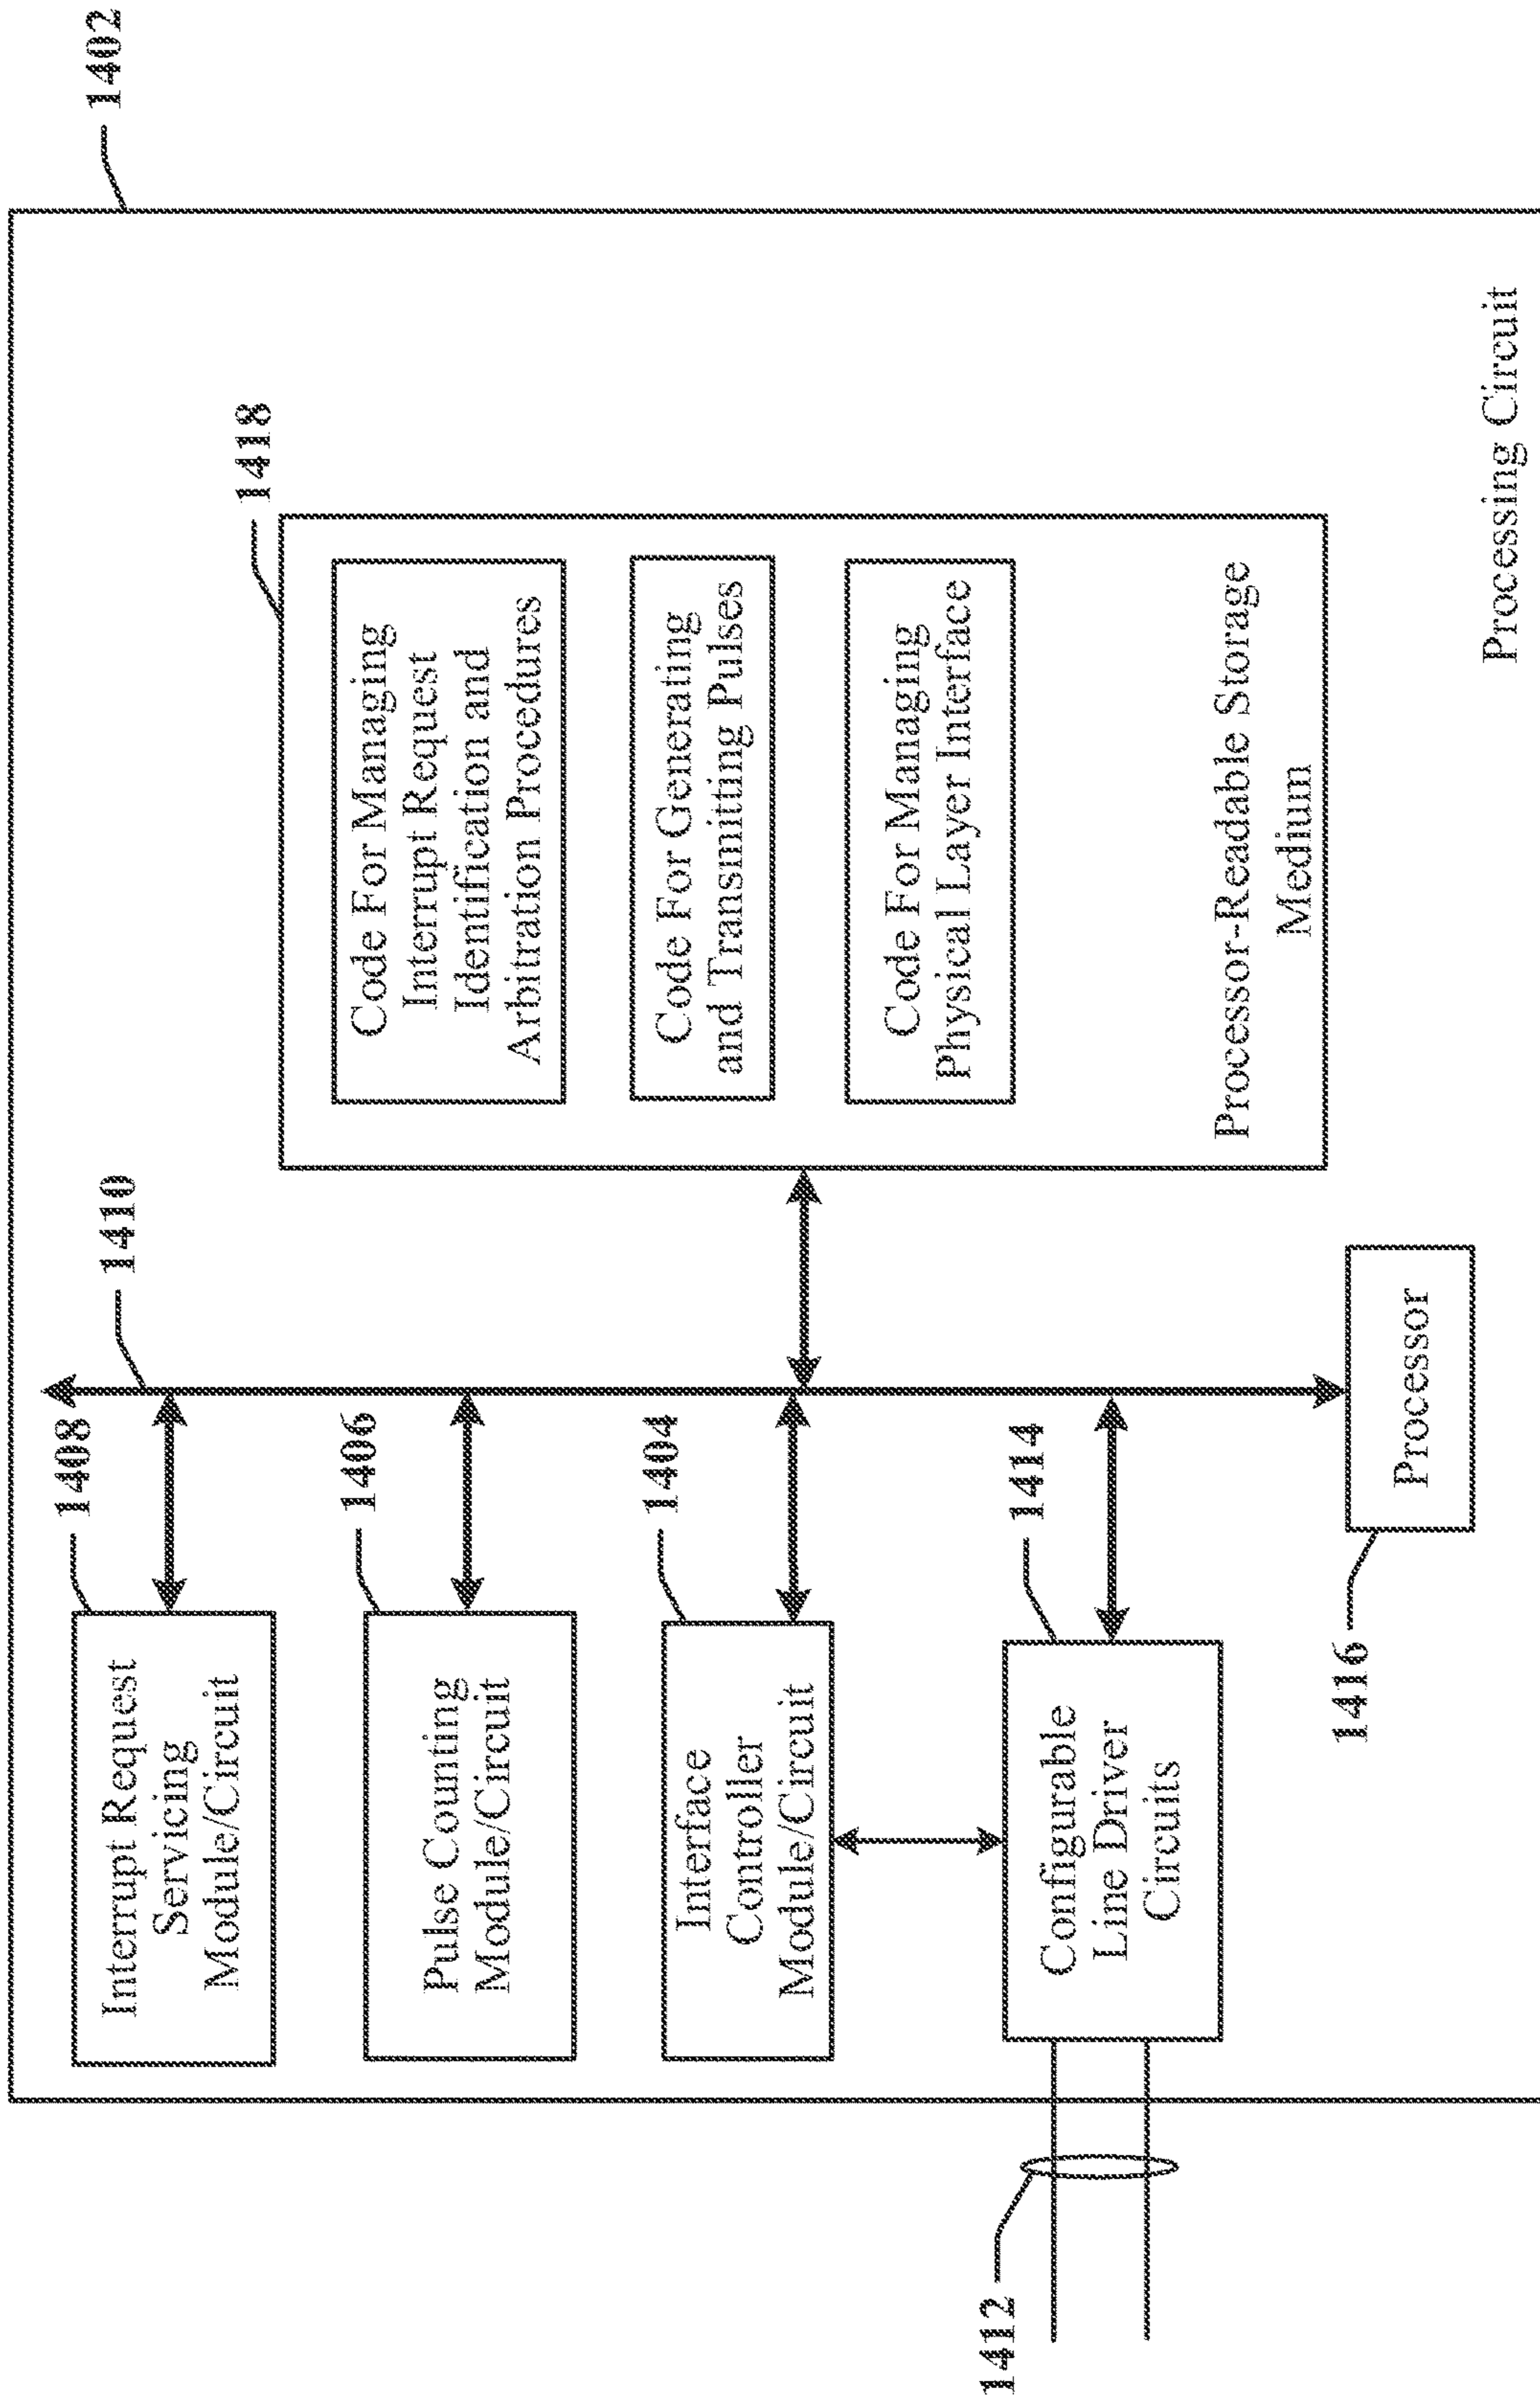 1402
1408
Interrupt Request
Servicing
Module/Circuit
1410
1406
Pulse Counting
Module/Circuit
1404
Interface
Controller
Module/Circuit
1414
Configurable
Line Driver
Circuits
1412
1416
Processor
1418
Code For Managing
Interrupt Request
Identification and
Arbitration Procedures
Code For Generating
and Transmitting Pulses
Code For Managing
Physical Layer Interface
Processor-Readable Storage
Medium
Processing Circuit